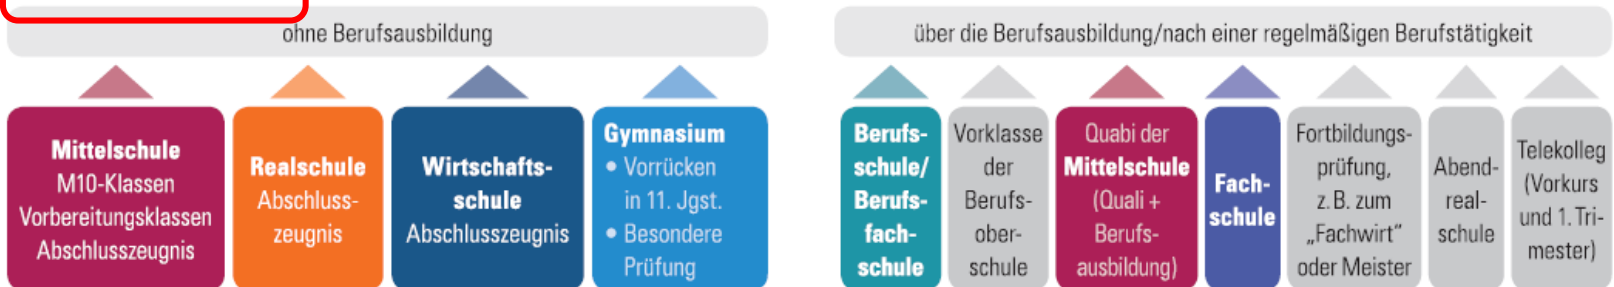 ohne Berufsausbildung
über die Berufsausbildung/nach einer regelmäßigen Berufstätigkeit
Mittelschule
M10-Klassen
Vorbereitungsklassen
Abschlusszeugnis
Realschule
Abschluss-
zeugnis
Wirtschafts-
schule
Abschlusszeugnis
Gymnasium
• Vorrücken
in 11. Jgst.
• Besondere
Prüfung
Berufs-
schule/
Berufs-
fach-
schule
Vorklasse
der
Berufs-
ober-
schule
Quabi der
Mittelschule
(Quali +
Berufs-
ausbildung)
Fach-
schule
Fortbildungs-
prüfung,
z. B. zum
„Fachwirt“
oder Meister
Abend-
real-
schule
Telekolleg
(Vorkurs
und 1. Tri-
mester)